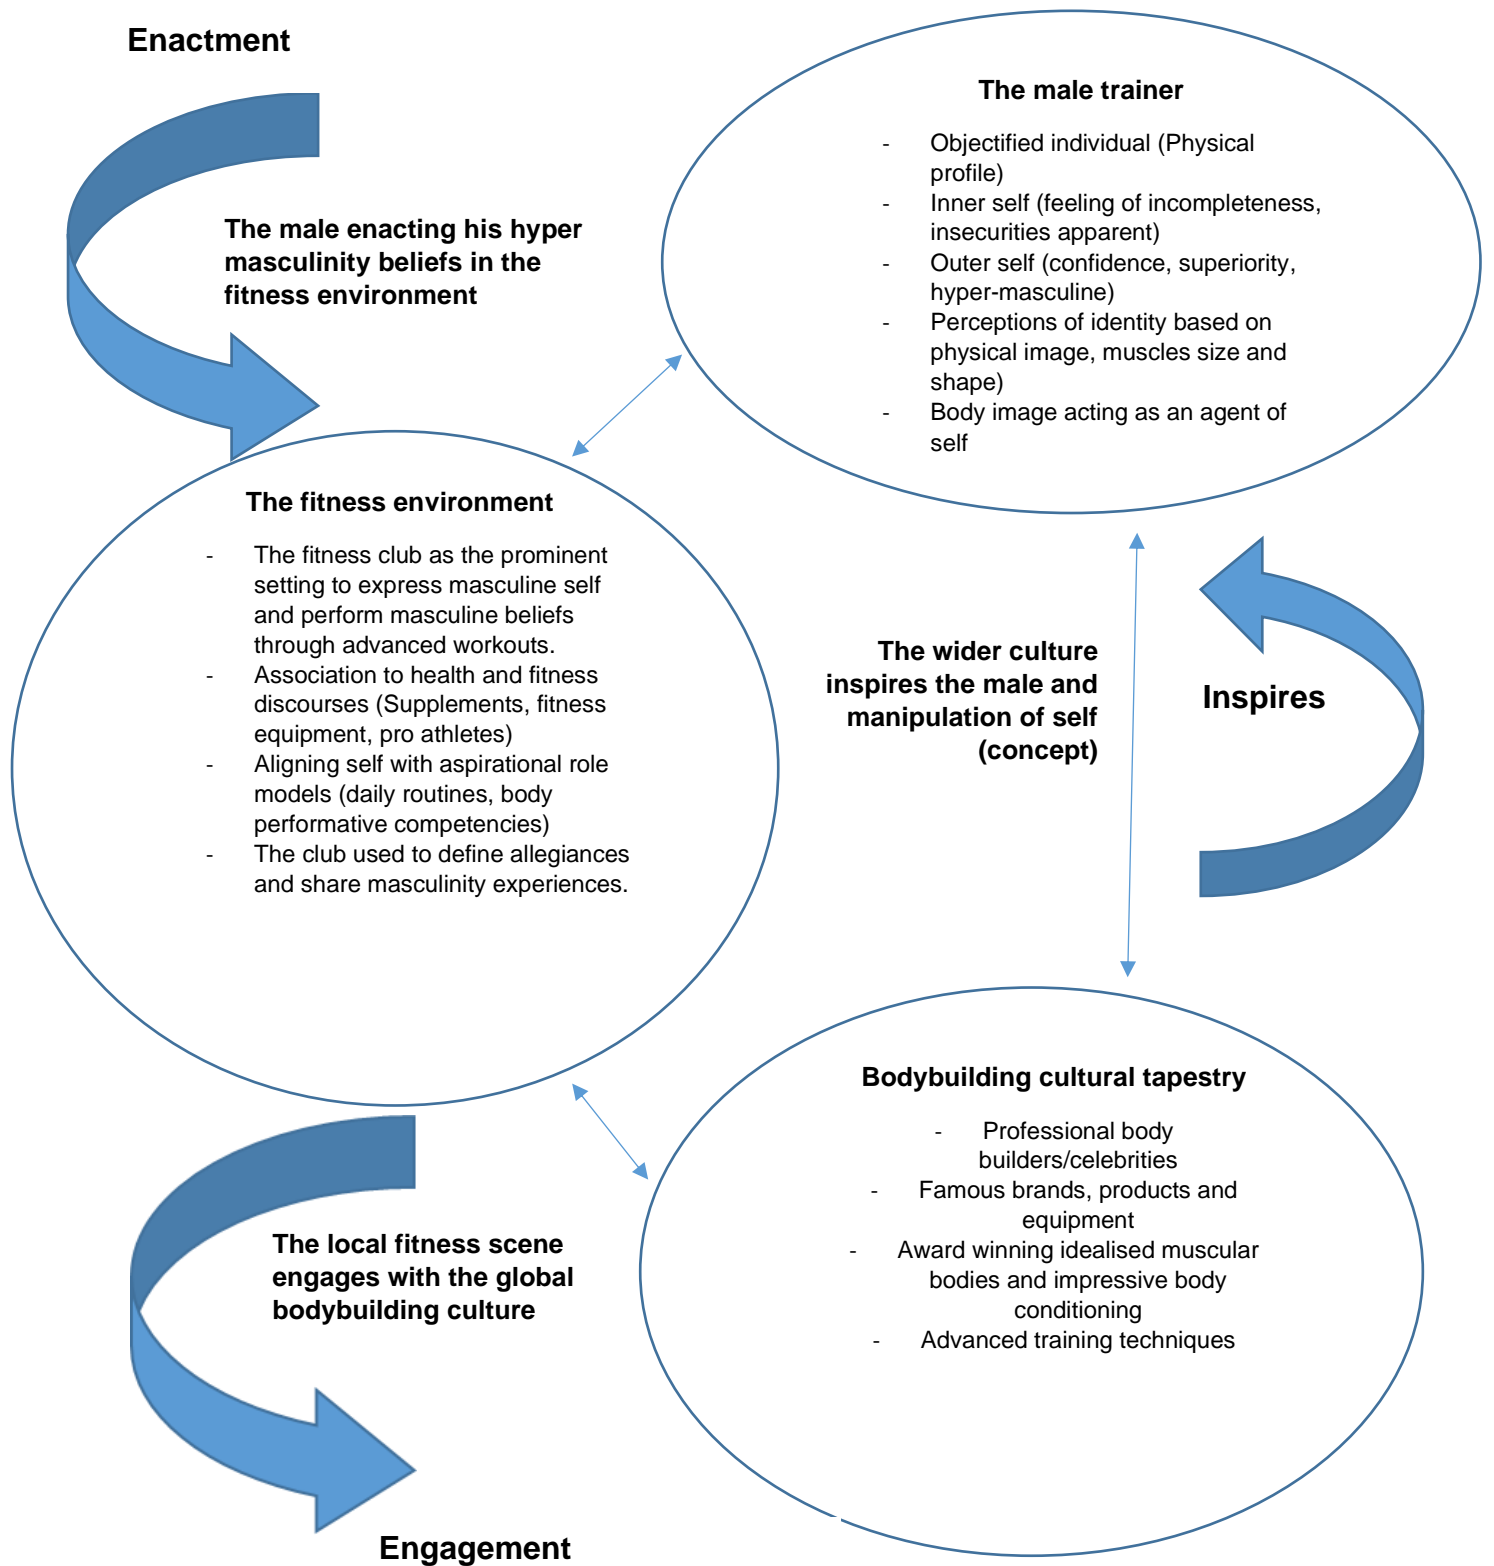 Enactment
The male trainer
- Objectified individual (Physical
profile)
- Inner self (feeling of incompleteness,
insecurities apparent)
- Outer self (confidence, superiority,
hyper-masculine)
- Perceptions of identity based on
physical image, muscles size and
shape)
- Body image acting as an agent of
self
The male enacting his hyper
masculinity beliefs in the
fitness environment
The fitness environment
- The fitness club as the prominent
setting to express masculine self
and perform masculine beliefs
through advanced workouts.
- Association to health and fitness
discourses (Supplements, fitness
equipment, pro athletes)
- Aligning self with aspirational role
models (daily routines, body
performative competencies)
- The club used to define allegiances
and share masculinity experiences.
The wider culture
inspires the male and
manipulation of self
(concept)
Inspires
Bodybuilding cultural tapestry
- Professional body
builders/celebrities
- Famous brands, products and
equipment
- Award winning idealised muscular
bodies and impressive body
conditioning
- Advanced training techniques
The local fitness scene
engages with the global
bodybuilding culture
Engagement